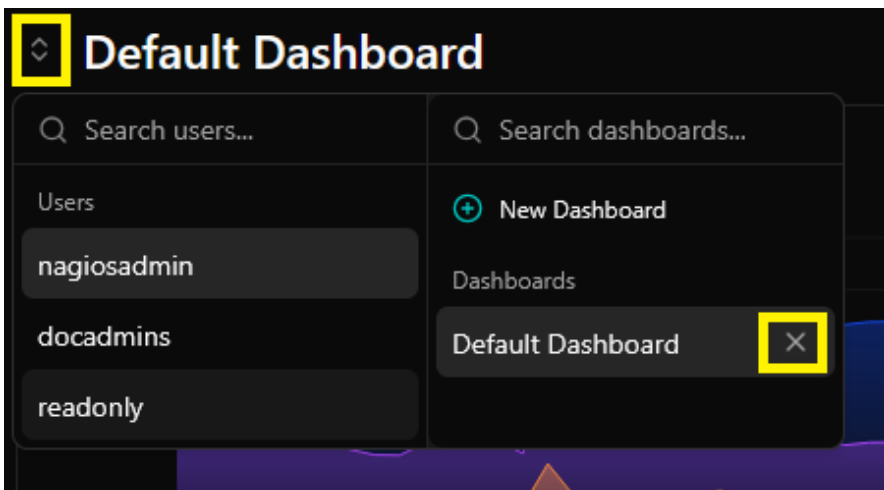 Default Dashboard
Search users...
Users
nagiosadmin
docadmins
readonly
Search dashboards...
New Dashboard
Dashboards
Default Dashboard